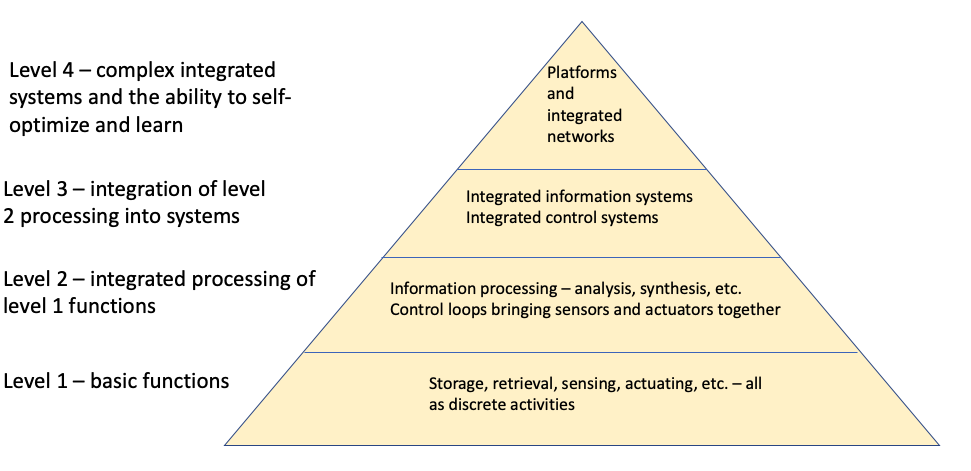 Level 4 – complex integrated
systems and the ability to self-
optimize and learn
Platforms
and
integrated
networks
Level 3 – integration of level
2 processing into systems
Integrated information systems
Integrated control systems
Level 2 – integrated processing of
level 1 functions
Information processing – analysis, synthesis, etc.
Control loops bringing sensors and actuators together
Level 1 – basic functions
Storage, retrieval, sensing, actuating, etc. – all
as discrete activities